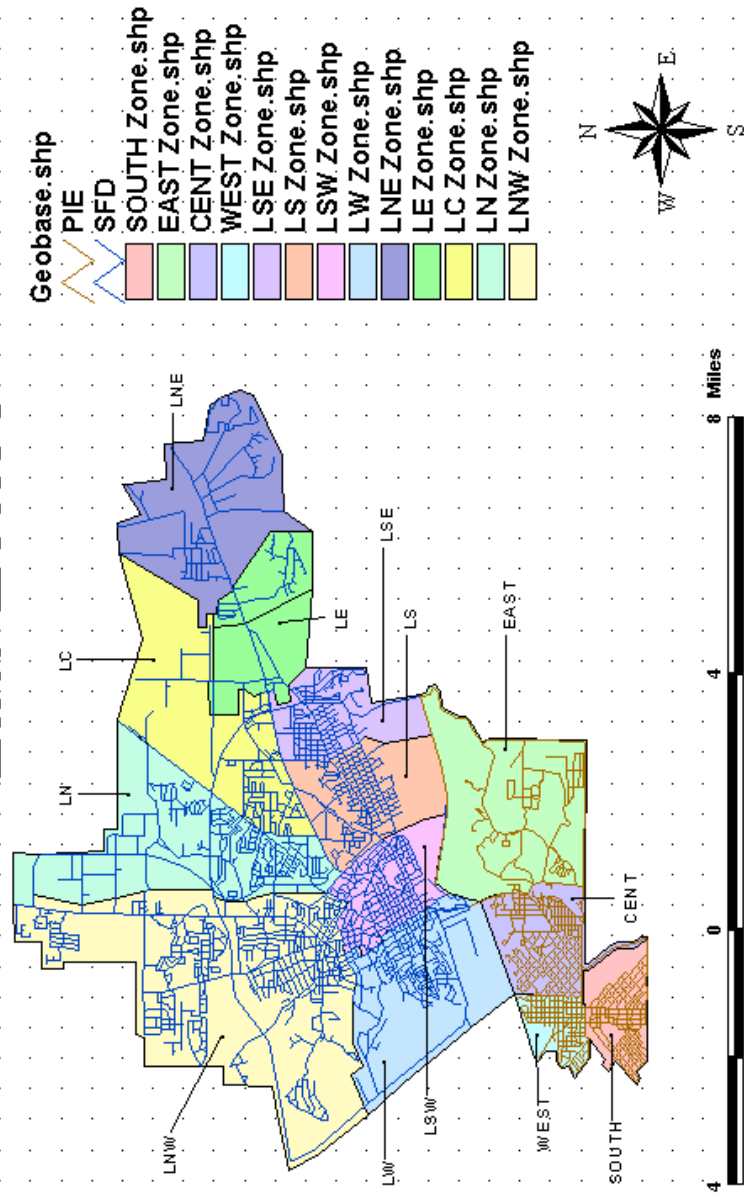 Geobase.shp
PIE
SFD
SOUTH Zone.shp
EAST Zone.shp
CENT Zone.shp
WEST Zone.shp
LSE Zone.shp
LS Zone.shp
LSW Zone.shp
LW Zone.shp
LNE Zone.shp
LE Zone.shp
LC Zone.shp
LN Zone.shp
LNW Zone.shp
N
W
E
S
LNE
LC
LN
LE
LSE
LS
EAST
CENT
LNW
LW
LSW
WEST
SOUTH
4
0
4
8 Miles